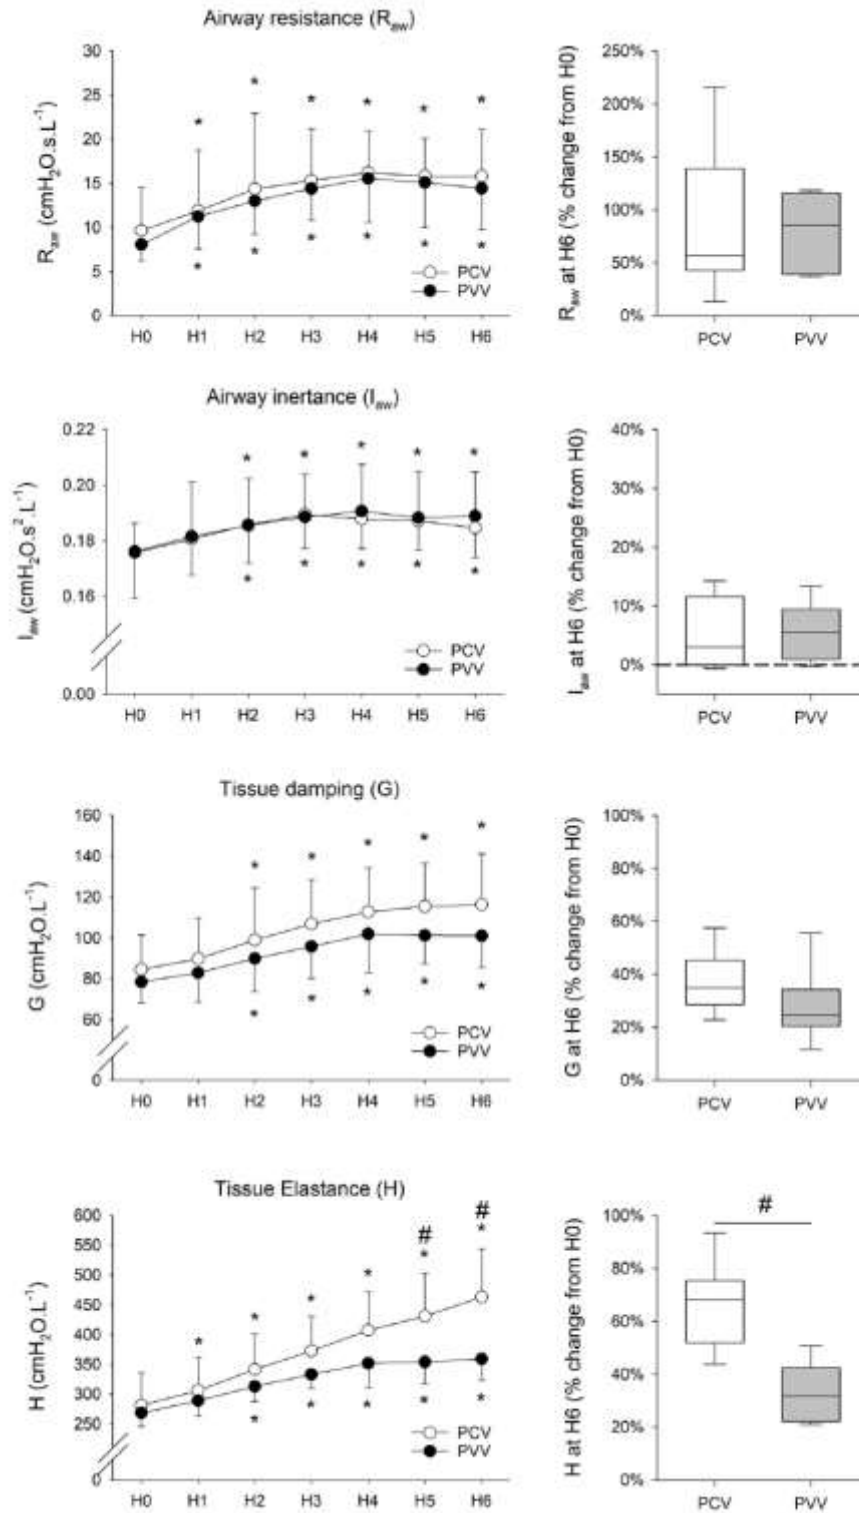 Airway resistance (Raw)
Raw (cmH2O.s.L-1)
30
25
20
15
10
5
0
* * * * * *
* * * * * *
PCV
PVV
H0 H1 H2 H3 H4 H5 H6
Raw at H6 (% change from H0)
250%
200%
150%
100%
50%
0%
PCV PVV
Airway inertance (Iaw)
Iaw (cmH2O.s2.L-1)
0.22
0.20
0.18
0.16
0.00
* * * * *
* * * * *
PCV
PVV
H0 H1 H2 H3 H4 H5 H6
Iaw at H6 (% change from H0)
40%
30%
20%
10%
0%
PCV PVV
Tissue damping (G)
G (cmH2O.L-1)
160
140
120
100
80
60
0
* * * * *
* * * * *
PCV
PVV
H0 H1 H2 H3 H4 H5 H6
G at H6 (% change from H0)
100%
80%
60%
40%
20%
0%
PCV PVV
Tissue Elastance (H)
H (cmH2O.L-1)
600
550
500
450
400
350
300
250
0
# #
* * * * * *
* * * * *
PCV
PVV
H0 H1 H2 H3 H4 H5 H6
H at H6 (% change from H0)
100%
80%
60%
40%
20%
0%
#
PCV PVV